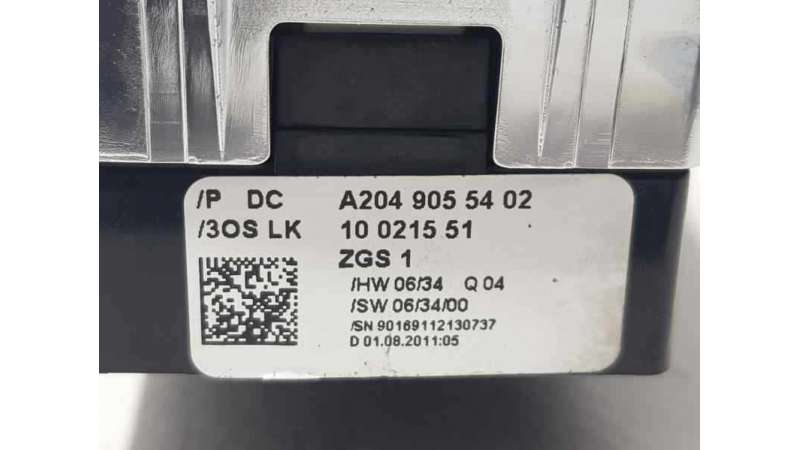 /P DC A204 905 54 02
/3OS LK 10 0215 51
ZGS 1
/HW 06/34 Q 04
/SW 06/34/00
/SN 90169112130737
D 01.08.2011:05